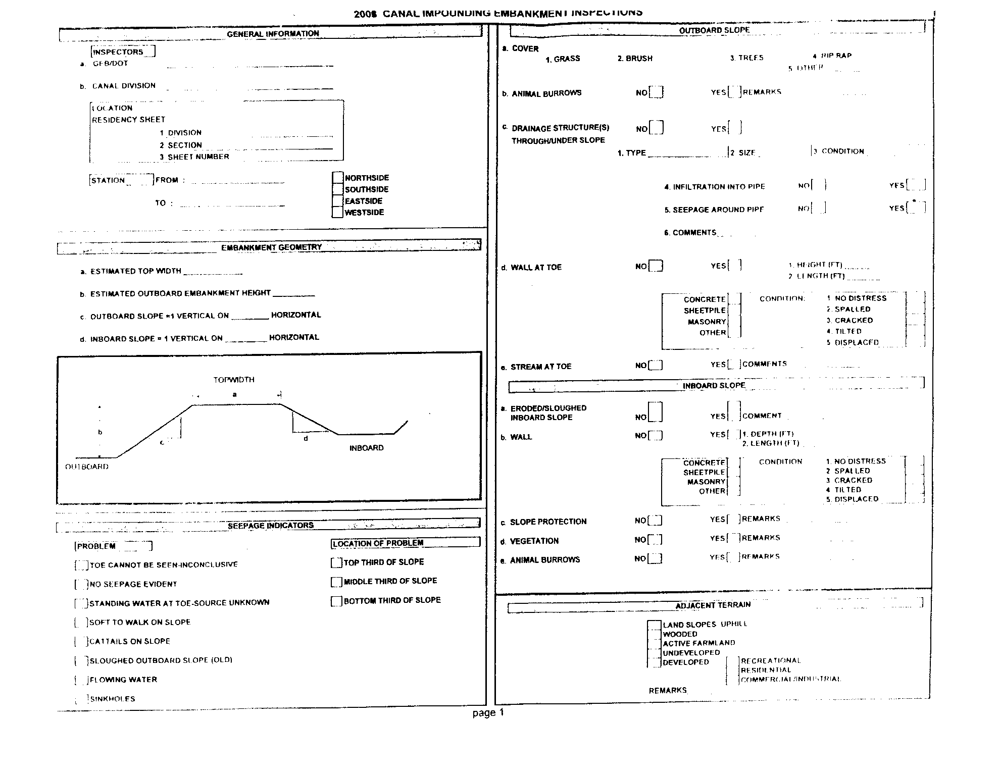 2008 CANAL IMPOUNDING EMBANKMENT INSPECTIONS
GENERAL INFORMATION
INSPECTORS
a. GEB/DOT
b. CANAL DIVISION
LOCATION
RESIDENCY SHEET
1 DIVISION
2 SECTION
3 SHEET NUMBER
STATION FROM :
TO :
NORTHSIDE
SOUTHSIDE
EASTSIDE
WESTSIDE
EMBANKMENT GEOMETRY
a. ESTIMATED TOP WIDTH
b. ESTIMATED OUTBOARD EMBANKMENT HEIGHT
c. OUTBOARD SLOPE =1 VERTICAL ON HORIZONTAL
d. INBOARD SLOPE = 1 VERTICAL ON HORIZONTAL
TOPWIDTH
a
b
c
d
INBOARD
OUTBOARD
SEEPAGE INDICATORS
PROBLEM
TOE CANNOT BE SEEN-INCONCLUSIVE
NO SEEPAGE EVIDENT
STANDING WATER AT TOE-SOURCE UNKNOWN
SOFT TO WALK ON SLOPE
CATTAILS ON SLOPE
SLOUGHED OUTBOARD SLOPE (OLD)
FLOWING WATER
SINKHOLES
LOCATION OF PROBLEM
TOP THIRD OF SLOPE
MIDDLE THIRD OF SLOPE
BOTTOM THIRD OF SLOPE
OUTBOARD SLOPE
a. COVER
1. GRASS 2. BRUSH 3. TREES 4. RIP RAP
5. OTHER
b. ANIMAL BURROWS NO YES REMARKS
c. DRAINAGE STRUCTURE(S) NO YES
THROUGH/UNDER SLOPE
1. TYPE 2 SIZE 3 CONDITION
4. INFILTRATION INTO PIPE NO YES
5. SEEPAGE AROUND PIPE NO YES
6. COMMENTS
d. WALL AT TOE NO YES 1. HEIGHT (FT)
2 LENGTH (FT)
CONCRETE CONDITION: 1 NO DISTRESS
SHEETPILE 2. SPALLED
MASONRY 3. CRACKED
OTHER 4. TILTED
5 DISPLACED
e. STREAM AT TOE NO YES COMMENTS
INBOARD SLOPE
a. ERODED/SLOUGHED
INBOARD SLOPE NO YES COMMENT
b. WALL NO YES 1. DEPTH (FT)
2. LENGTH (FT)
CONCRETE CONDITION 1. NO DISTRESS
SHEETPILE 2 SPALLED
MASONRY 3 CRACKED
OTHER 4 TILTED
5. DISPLACED
c. SLOPE PROTECTION NO YES REMARKS
d. VEGETATION NO YES REMARKS
e. ANIMAL BURROWS NO YES REMARKS
ADJACENT TERRAIN
LAND SLOPES UPHILL
WOODED
ACTIVE FARMLAND
UNDEVELOPED
DEVELOPED RECREATIONAL
RESIDENTIAL
COMMERCIAL/INDUSTRIAL
REMARKS
page 1